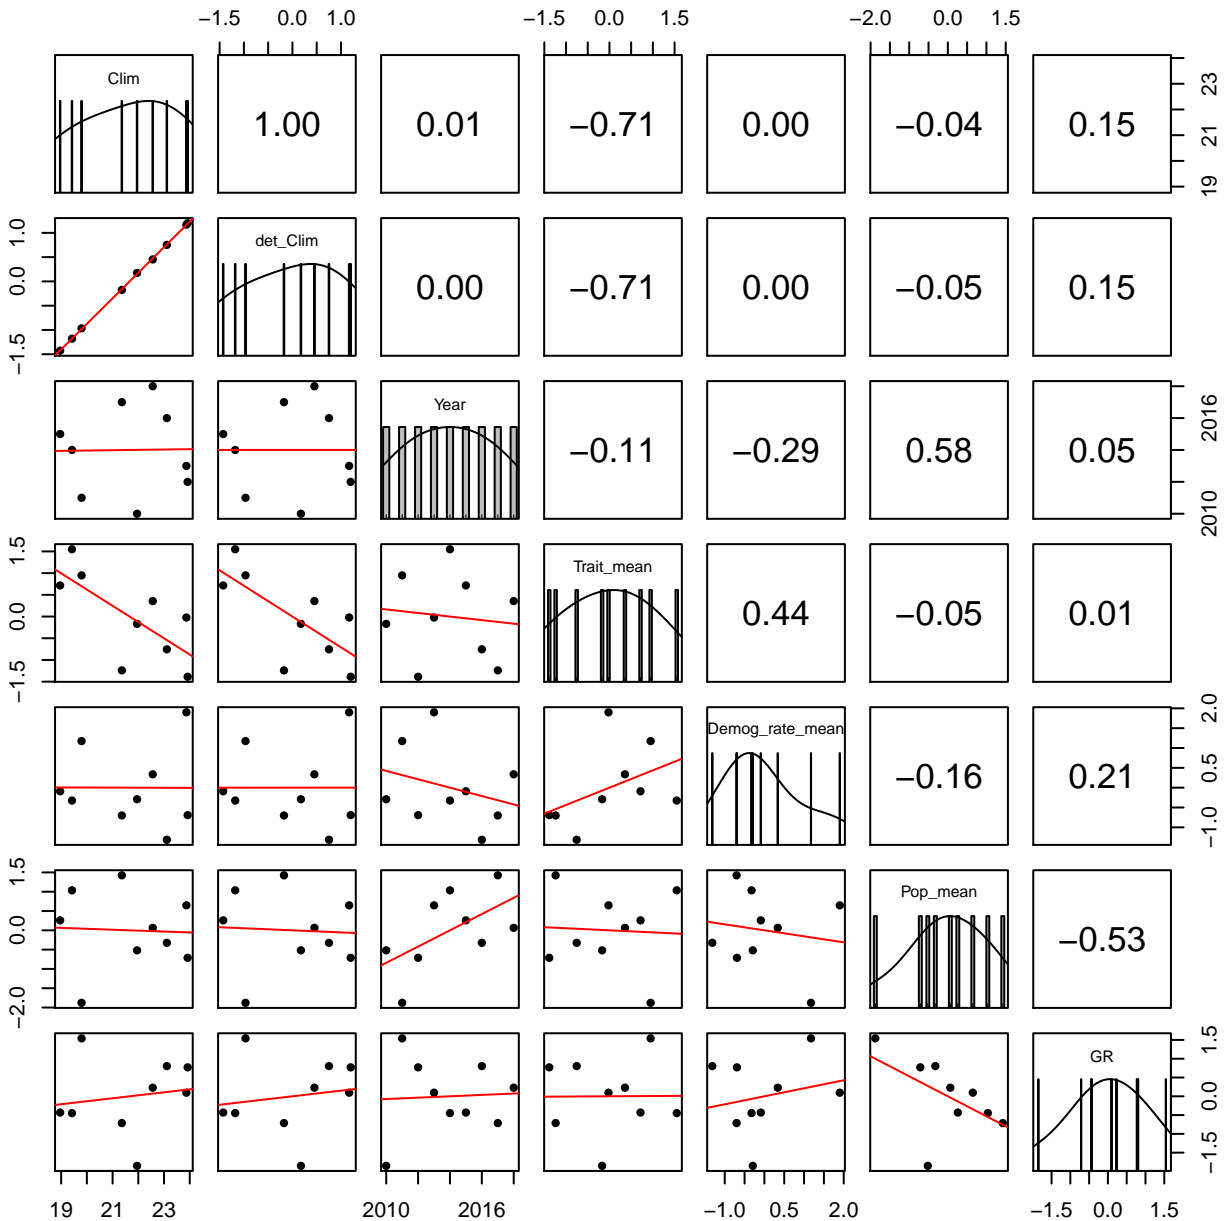 −1.5 0.0 1.0 −1.5 0.0 1.5 −2.0 0.0 1.5
Clim 1.00 0.01 −0.71 0.00 −0.04 0.15 19 21 23
−1.5 0.0 1.0 det_Clim 0.00 −0.71 0.00 −0.05 0.15
Year −0.11 −0.29 0.58 0.05 2010 2016
−1.5 0.0 1.5 Trait_mean 0.44 −0.05 0.01
Demog_rate_mean −0.16 0.21 −1.0 0.5 2.0
−2.0 0.0 1.5 Pop_mean −0.53
GR −1.5 0.0 1.5
19 21 23 2010 2016 −1.0 0.5 2.0 −1.5 0.0 1.5